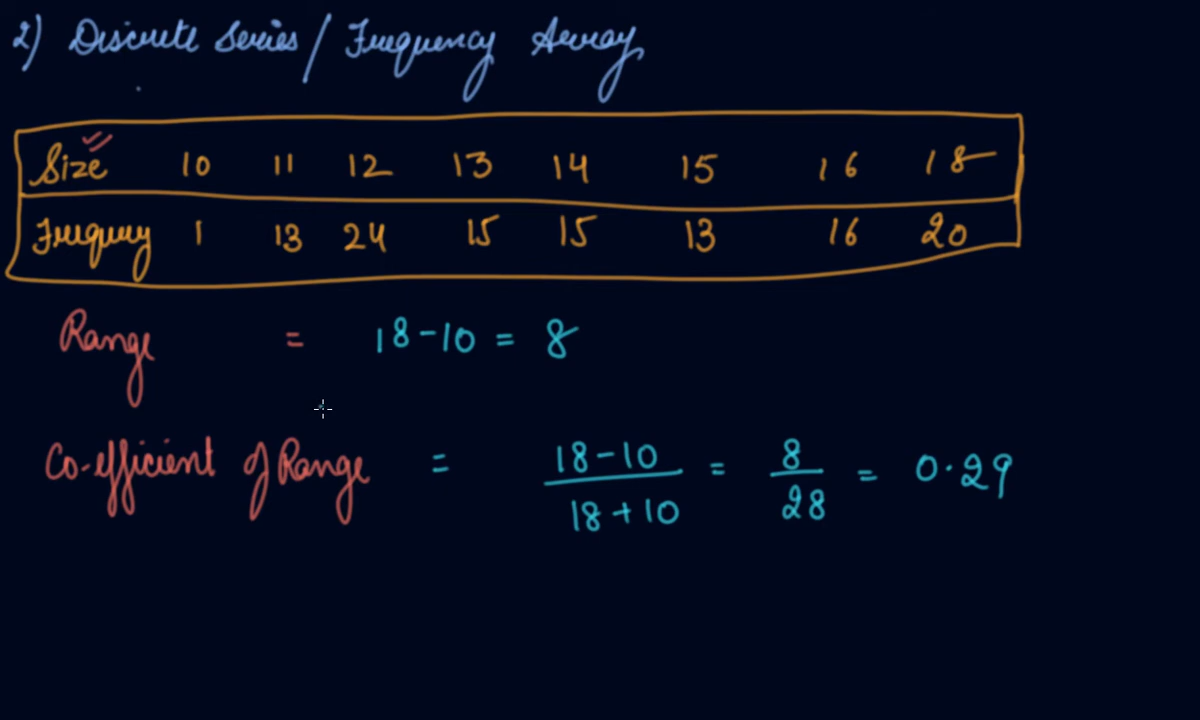 2) Discrete Series / Frequency Array
Size 10 11 12 13 14 15 16 18
Frequency 1 13 24 15 15 13 16 20
Range = 18-10 = 8
Co-efficient of Range = 18-10 / 18+10 = 8 / 28 = 0.29